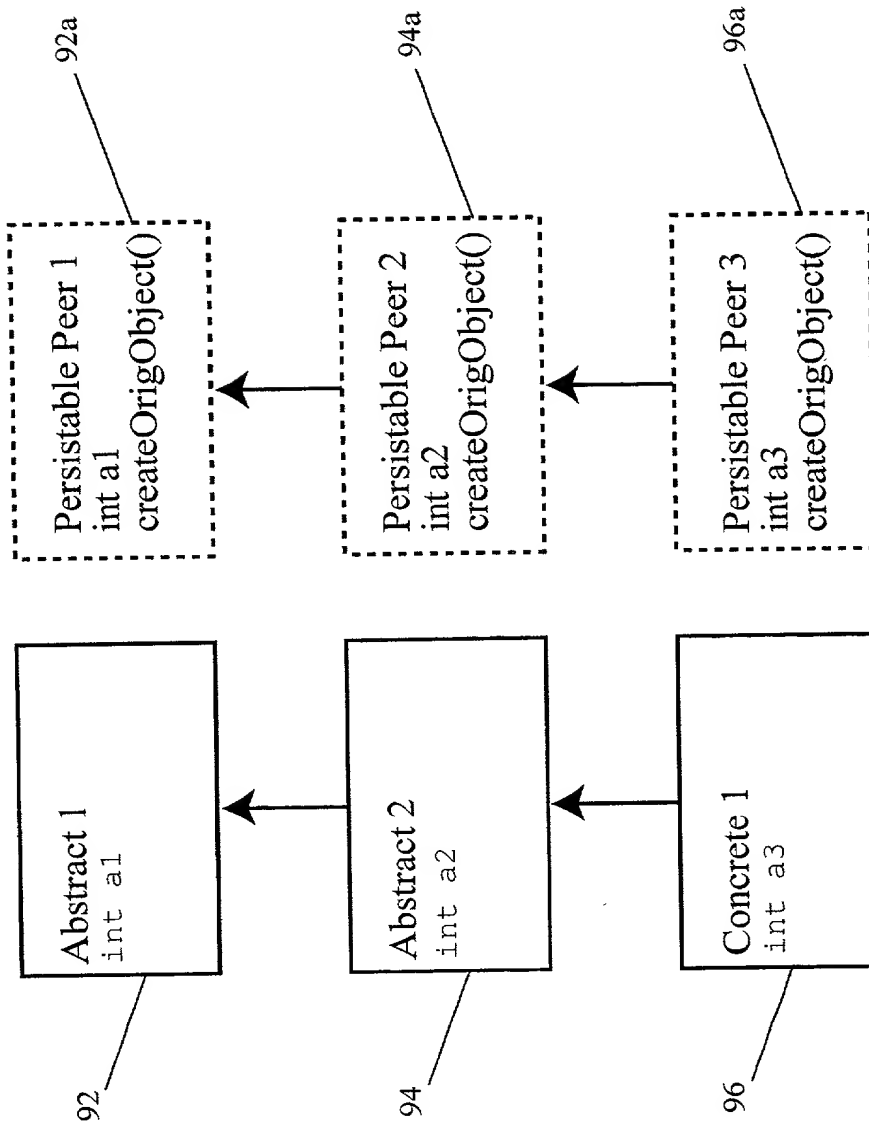 92
Abstract 1
int a1
Persistable Peer 1
int a1
createOrigObject()
92a
94
Abstract 2
int a2
Persistable Peer 2
int a2
createOrigObject()
94a
96
Concrete 1
int a3
Persistable Peer 3
int a3
createOrigObject()
96a